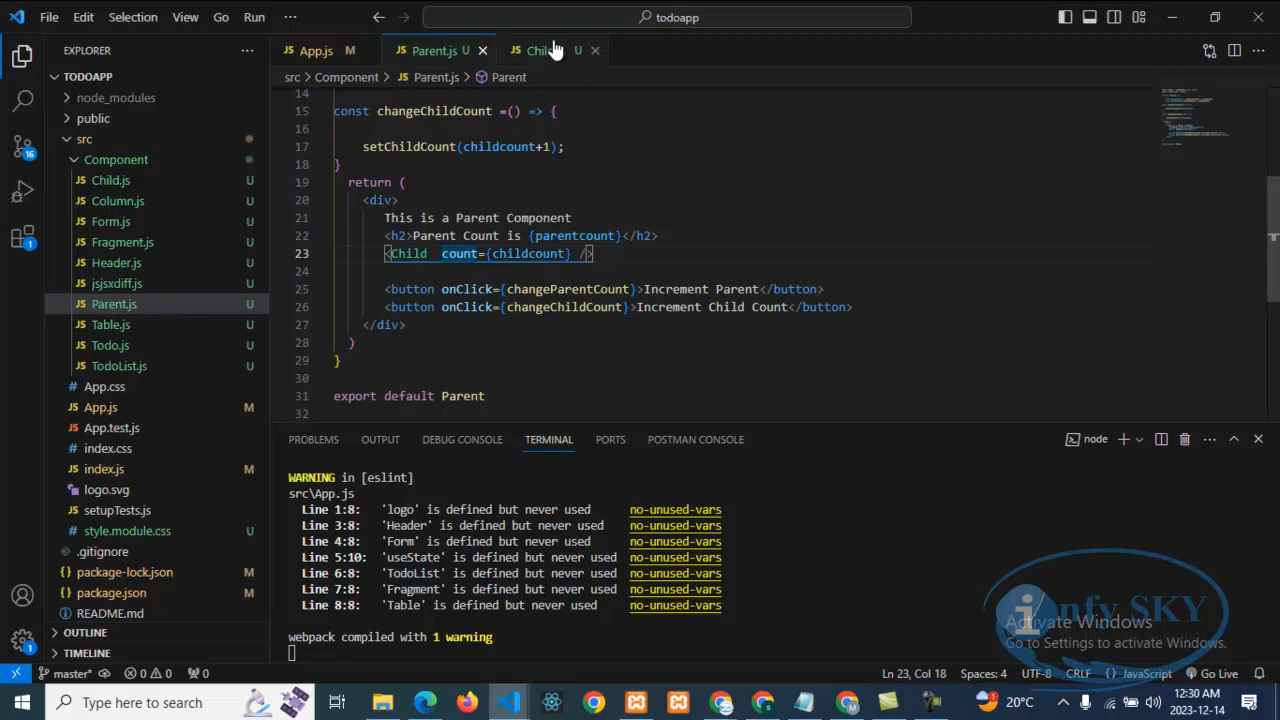 File Edit Selection View Go Run ··· todoapp
EXPLORER ···
App.js M
Parent.js U
U
TODOAPP
src > Component > JS Parent.js > Parent
node_modules
public
src
Component
JS Child.js U
JS Column.js U
JS Form.js U
JS Fragment.js U
JS Header.js U
JS jsjsxdiff.js U
JS Parent.js U
JS Table.js U
JS Todo.js U
JS TodoList.js U
# App.css
JS App.js M
JS App.test.js
# index.css
JS index.js M
logo.svg
JS setupTests.js
# style.module.css U
.gitignore
{} package-lock.json
{} package.json
README.md
OUTLINE
TIMELINE
14
15 const changeChildCount =() => {
16
17 setChildCount(childcount+1);
18 }
19 return (
20 <div>
21 This is a Parent Component
22 <h2>Parent Count is {parentcount}</h2>
23 <Child count={childcount} />
24
25 <button onClick={changeParentCount}>Increment Parent</button>
26 <button onClick={changeChildCount}>Increment Child Count</button>
27 </div>
28 )
29 }
30
31 export default Parent
32
PROBLEMS OUTPUT DEBUG CONSOLE TERMINAL PORTS POSTMAN CONSOLE node
WARNING in [eslint]
src\App.js
Line 1:8: 'logo' is defined but never used no-unused-vars
Line 3:8: 'Header' is defined but never used no-unused-vars
Line 4:8: 'Form' is defined but never used no-unused-vars
Line 5:10: 'useState' is defined but never used no-unused-vars
Line 6:8: 'TodoList' is defined but never used no-unused-vars
Line 7:8: 'Fragment' is defined but never used no-unused-vars
Line 8:8: 'Table' is defined but never used no-unused-vars
webpack compiled with 1 warning
infy SKY
Activate Windows
Go to Settings to activate Windows.
16
1
1
master* 0 0 0 Ln 23, Col 18 Spaces: 4 UTF-8 CRLF {} JavaScript Go Live
Type here to search 20°C 12:30 AM
2023-12-14